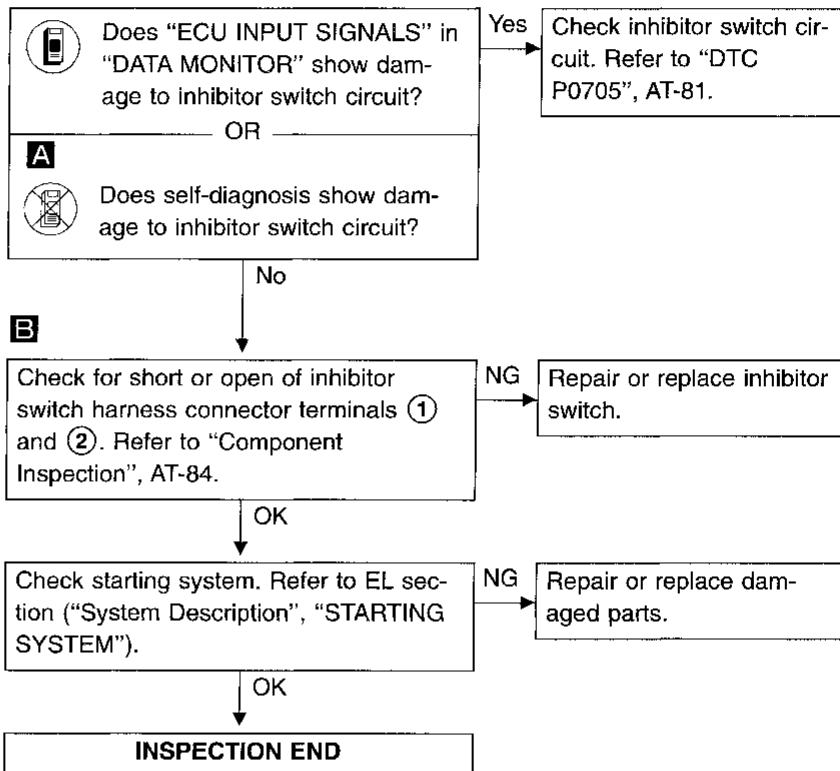 Does “ECU INPUT SIGNALS” in
“DATA MONITOR” show dam-
age to inhibitor switch circuit?
OR
A
Does self-diagnosis show dam-
age to inhibitor switch circuit?
Yes
Check inhibitor switch cir-
cuit. Refer to “DTC
P0705”, AT-81.
No
B
Check for short or open of inhibitor
switch harness connector terminals ①
and ②. Refer to “Component
Inspection”, AT-84.
NG
Repair or replace inhibitor
switch.
OK
Check starting system. Refer to EL sec-
tion (“System Description”, “STARTING
SYSTEM”).
NG
Repair or replace dam-
aged parts.
OK
INSPECTION END